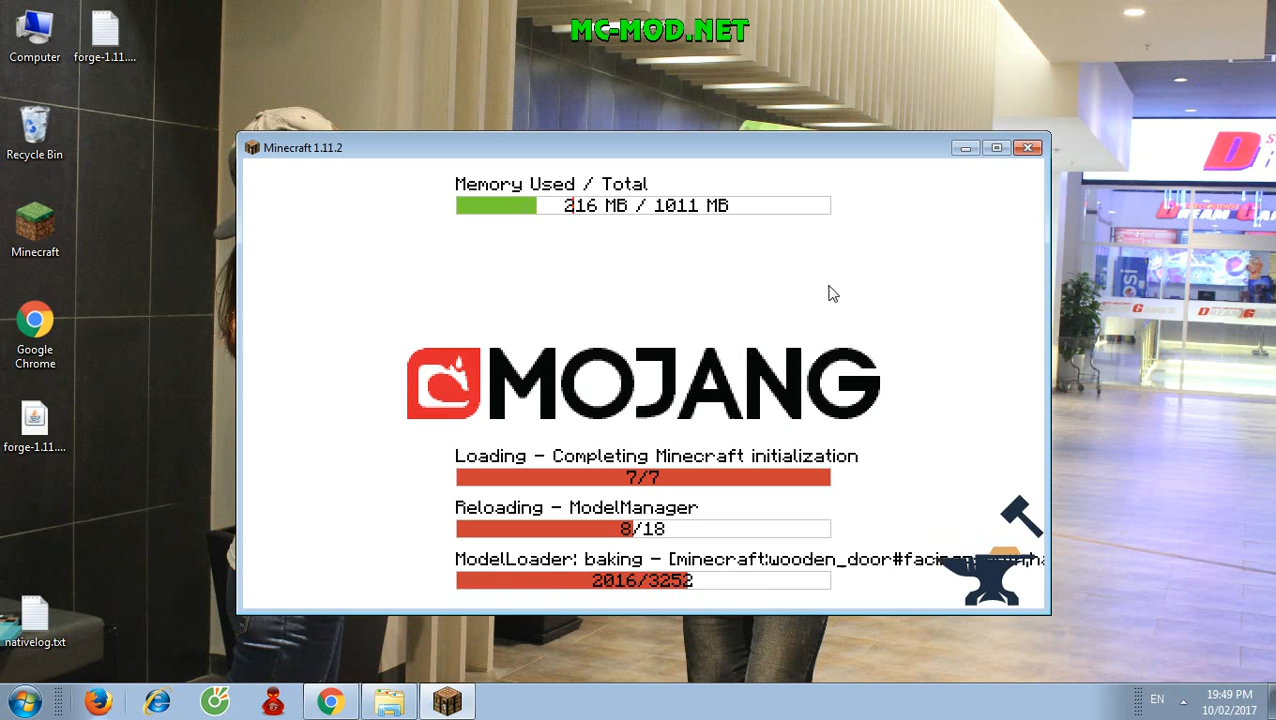 MC-MOD.NET
Computer
forge-1.11....
Recycle Bin
Minecraft
Google
Chrome
forge-1.11....
nativelog.txt
Minecraft 1.11.2
Memory Used / Total
216 MB / 1011 MB
MOJANG
Loading - Completing Minecraft initialization
7/7
Reloading - ModelManager
8/18
ModelLoader: baking - [minecraft:wooden_door#facing
2016/3252
EN
19:49 PM
10/02/2017